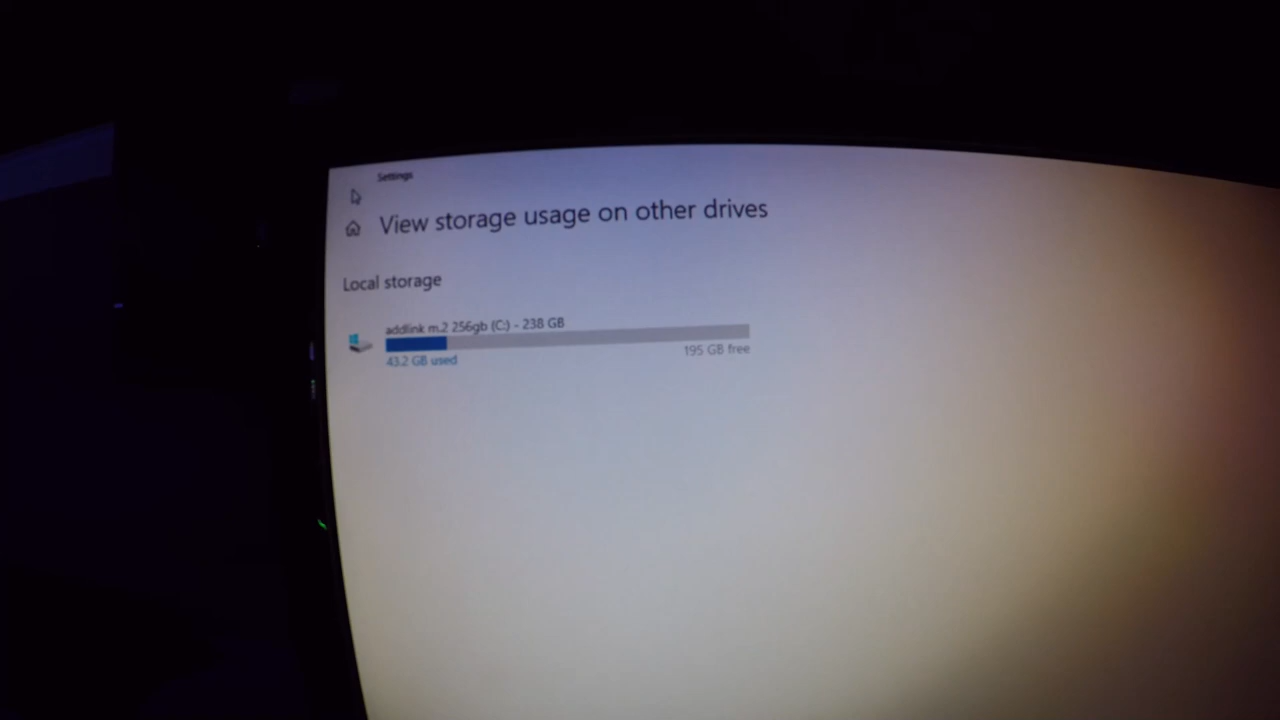 Settings
View storage usage on other drives
Local storage
addlink m.2 256gb (C:) - 238 GB
43.2 GB used
195 GB free